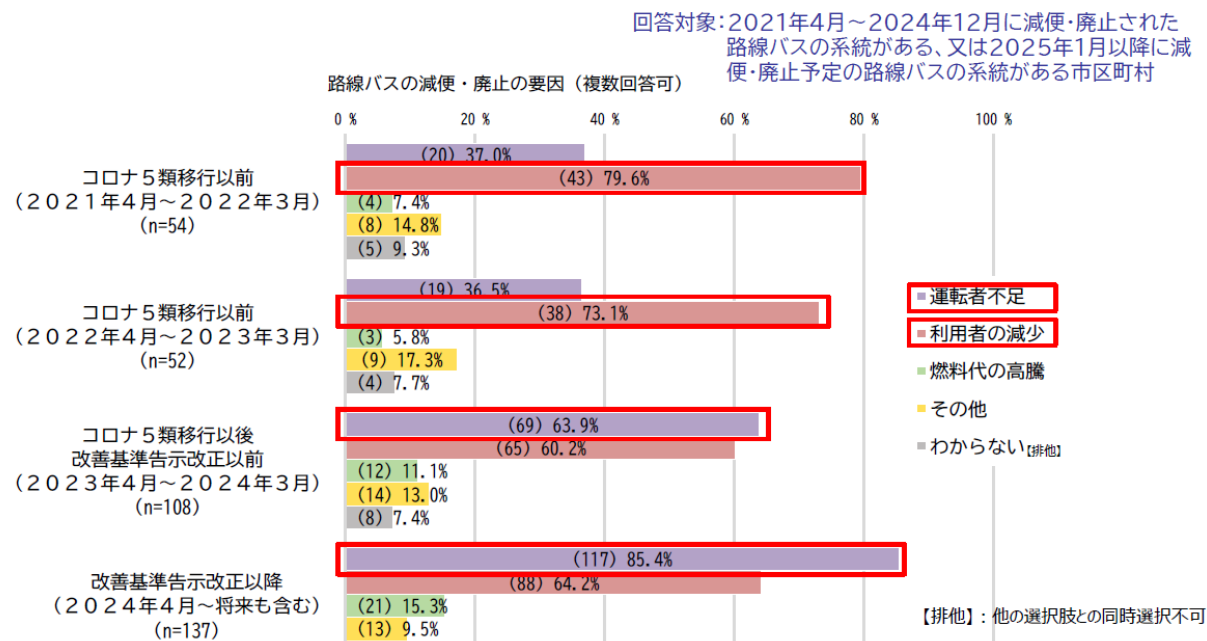 回答対象:2021年4月~2024年12月に減便・廃止された
路線バスの系統がある、又は2025年1月以降に減
便・廃止予定の路線バスの系統がある市区町村
路線バスの減便・廃止の要因(複数回答可)
0 %
20 %
40 %
60 %
80 %
100 %
コロナ5類移行以前
(2021年4月~2022年3月)
(n=54)
(20) 37.0%
(43) 79.6%
(4) 7.4%
(8) 14.8%
(5) 9.3%
コロナ5類移行以前
(2022年4月~2023年3月)
(n=52)
(19) 36.5%
(38) 73.1%
(3) 5.8%
(9) 17.3%
(4) 7.7%
コロナ5類移行以後
改善基準告示改正以前
(2023年4月~2024年3月)
(n=108)
(69) 63.9%
(65) 60.2%
(12) 11.1%
(14) 13.0%
(8) 7.4%
改善基準告示改正以降
(2024年4月~将来も含む)
(n=137)
(117) 85.4%
(88) 64.2%
(21) 15.3%
(13) 9.5%
運転者不足
利用者の減少
燃料代の高騰
その他
わからない【排他】
【排他】:他の選択肢との同時選択不可